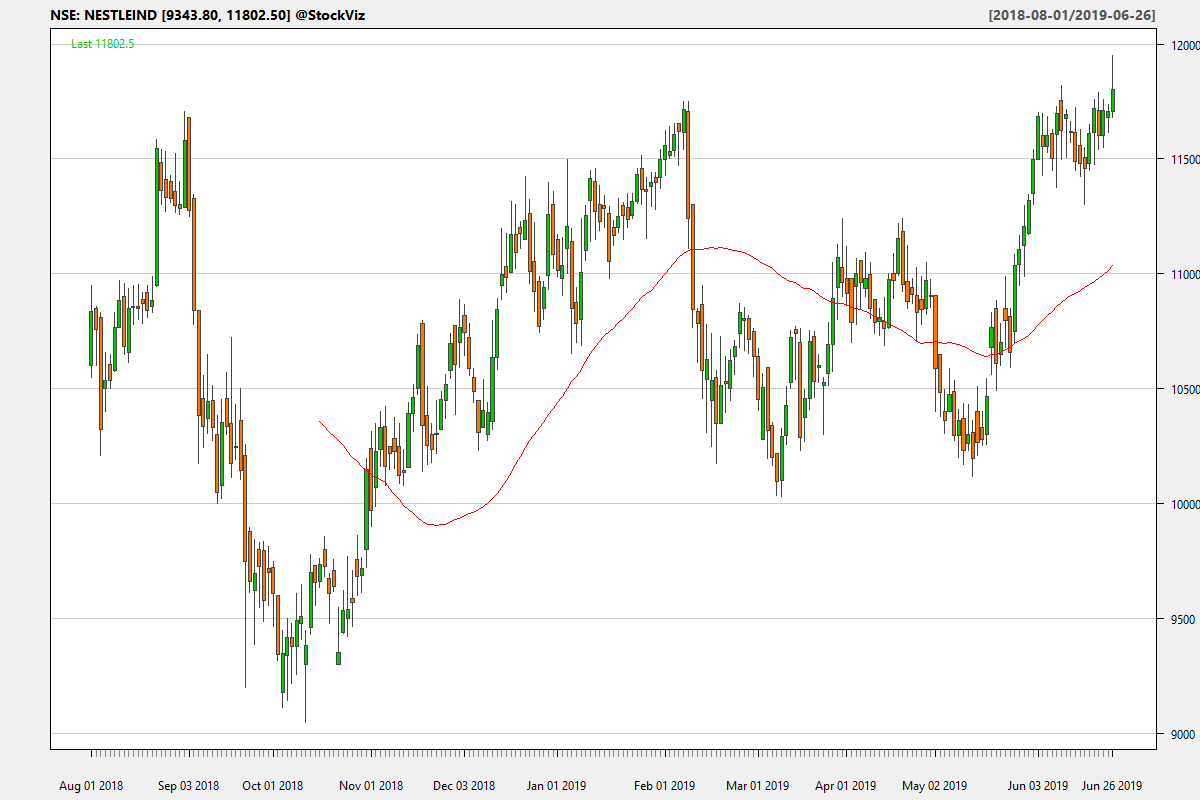 NSE: NESTLEIND [9343.80, 11802.50] @StockViz [2018-08-01/2019-06-26]
Last 11802.5
12000
11500
11000
10500
10000
9500
9000
Aug 01 2018 Sep 03 2018 Oct 01 2018 Nov 01 2018 Dec 03 2018 Jan 01 2019 Feb 01 2019 Mar 01 2019 Apr 01 2019 May 02 2019 Jun 03 2019 Jun 26 2019